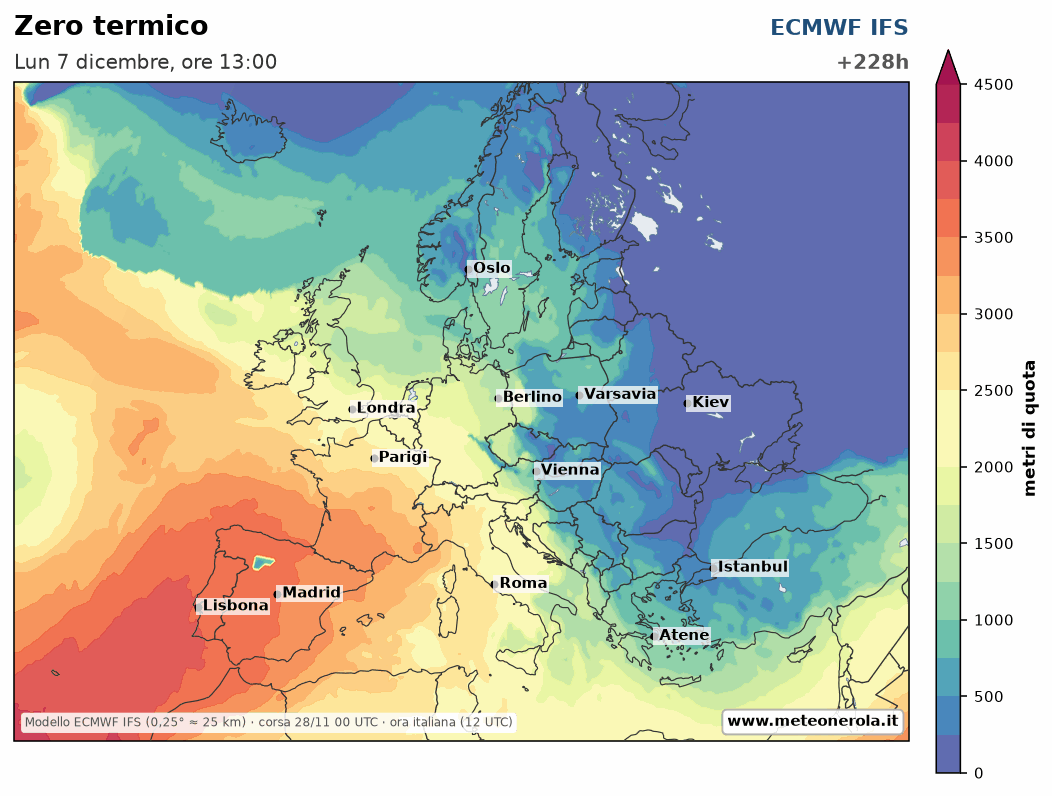 Zero termico
ECMWF IFS
Lun 7 dicembre, ore 13:00
+228h
4500
4000
3500
3000
2500
2000
1500
1000
500
0
metri di quota
Oslo
Berlino
Varsavia
Kiev
Londra
Parigi
Vienna
Istanbul
Roma
Madrid
Lisbona
Atene
Modello ECMWF IFS (0,25° ≈ 25 km) · corsa 28/11 00 UTC · ora italiana (12 UTC)
www.meteonerola.it